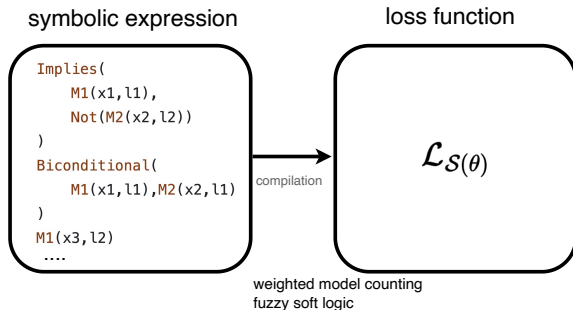 symbolic expression
loss function
Implies(
M1(x1,l1),
Not(M2(x2,l2))
)
Biconditional(
M1(x1,l1),M2(x2,l1)
)
M1(x3,l2)
....
compilation
ℒ_𝒮(θ)
weighted model counting
fuzzy soft logic